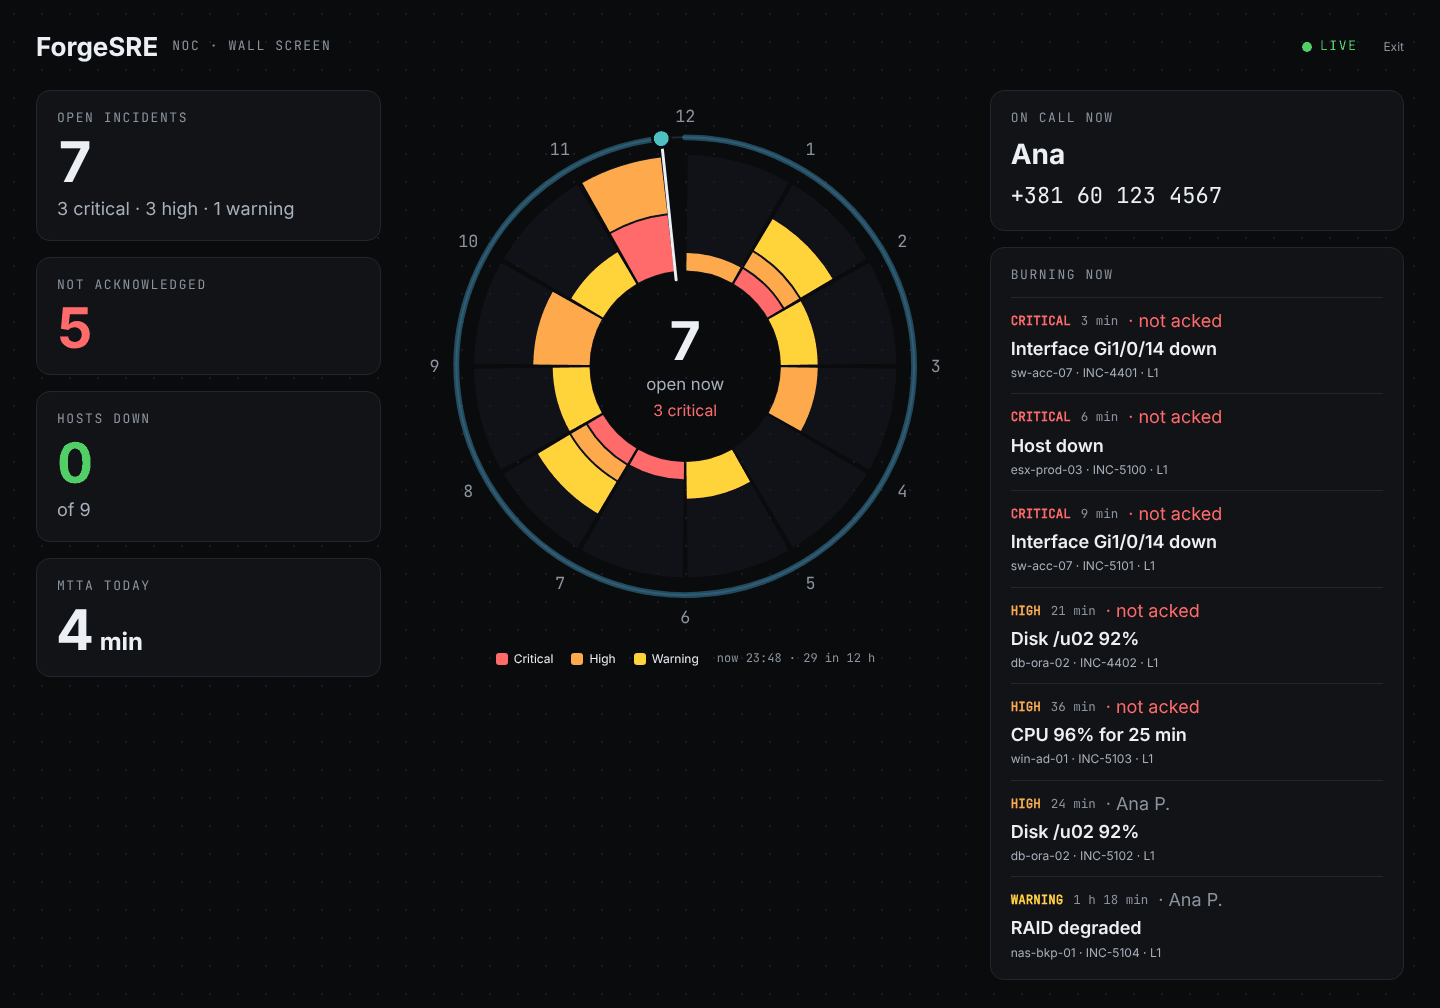 ForgeSRE NOC · WALL SCREEN
LIVE Exit
OPEN INCIDENTS
7
3 critical · 3 high · 1 warning
NOT ACKNOWLEDGED
5
HOSTS DOWN
0
of 9
MTTA TODAY
4 min
12
1
2
3
4
5
6
7
8
9
10
11
7
open now
3 critical
Critical High Warning now 23:48 · 29 in 12 h
ON CALL NOW
Ana
+381 60 123 4567
BURNING NOW
CRITICAL 3 min · not acked
Interface Gi1/0/14 down
sw-acc-07 · INC-4401 · L1
CRITICAL 6 min · not acked
Host down
esx-prod-03 · INC-5100 · L1
CRITICAL 9 min · not acked
Interface Gi1/0/14 down
sw-acc-07 · INC-5101 · L1
HIGH 21 min · not acked
Disk /u02 92%
db-ora-02 · INC-4402 · L1
HIGH 36 min · not acked
CPU 96% for 25 min
win-ad-01 · INC-5103 · L1
HIGH 24 min · Ana P.
Disk /u02 92%
db-ora-02 · INC-5102 · L1
WARNING 1 h 18 min · Ana P.
RAID degraded
nas-bkp-01 · INC-5104 · L1